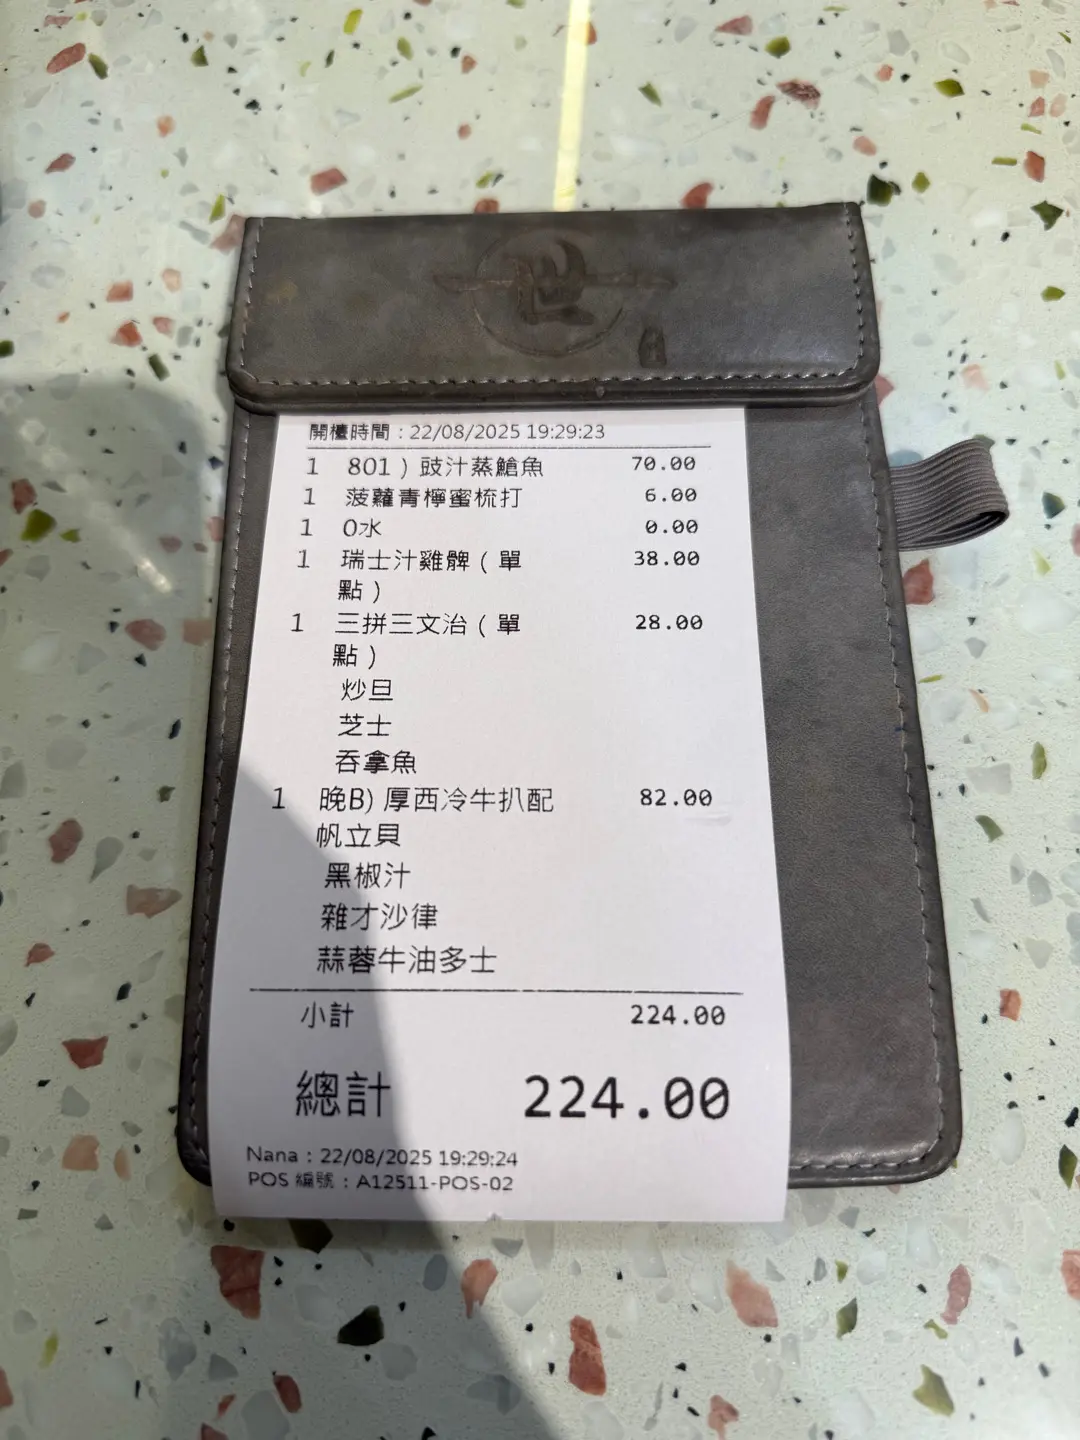 世
開檯時間：22/08/2025 19:29:23
1 801）豉汁蒸鯧魚 70.00
1 菠蘿青檸蜜梳打 6.00
1 0水 0.00
1 瑞士汁雞髀（單 38.00
點）
1 三拼三文治（單 28.00
點）
炒旦
芝士
吞拿魚
1 晚B) 厚西冷牛扒配 82.00
帆立貝
黑椒汁
雜才沙律
蒜蓉牛油多士
小計 224.00
總計 224.00
Nana：22/08/2025 19:29:24
POS 編號：A12511-POS-02